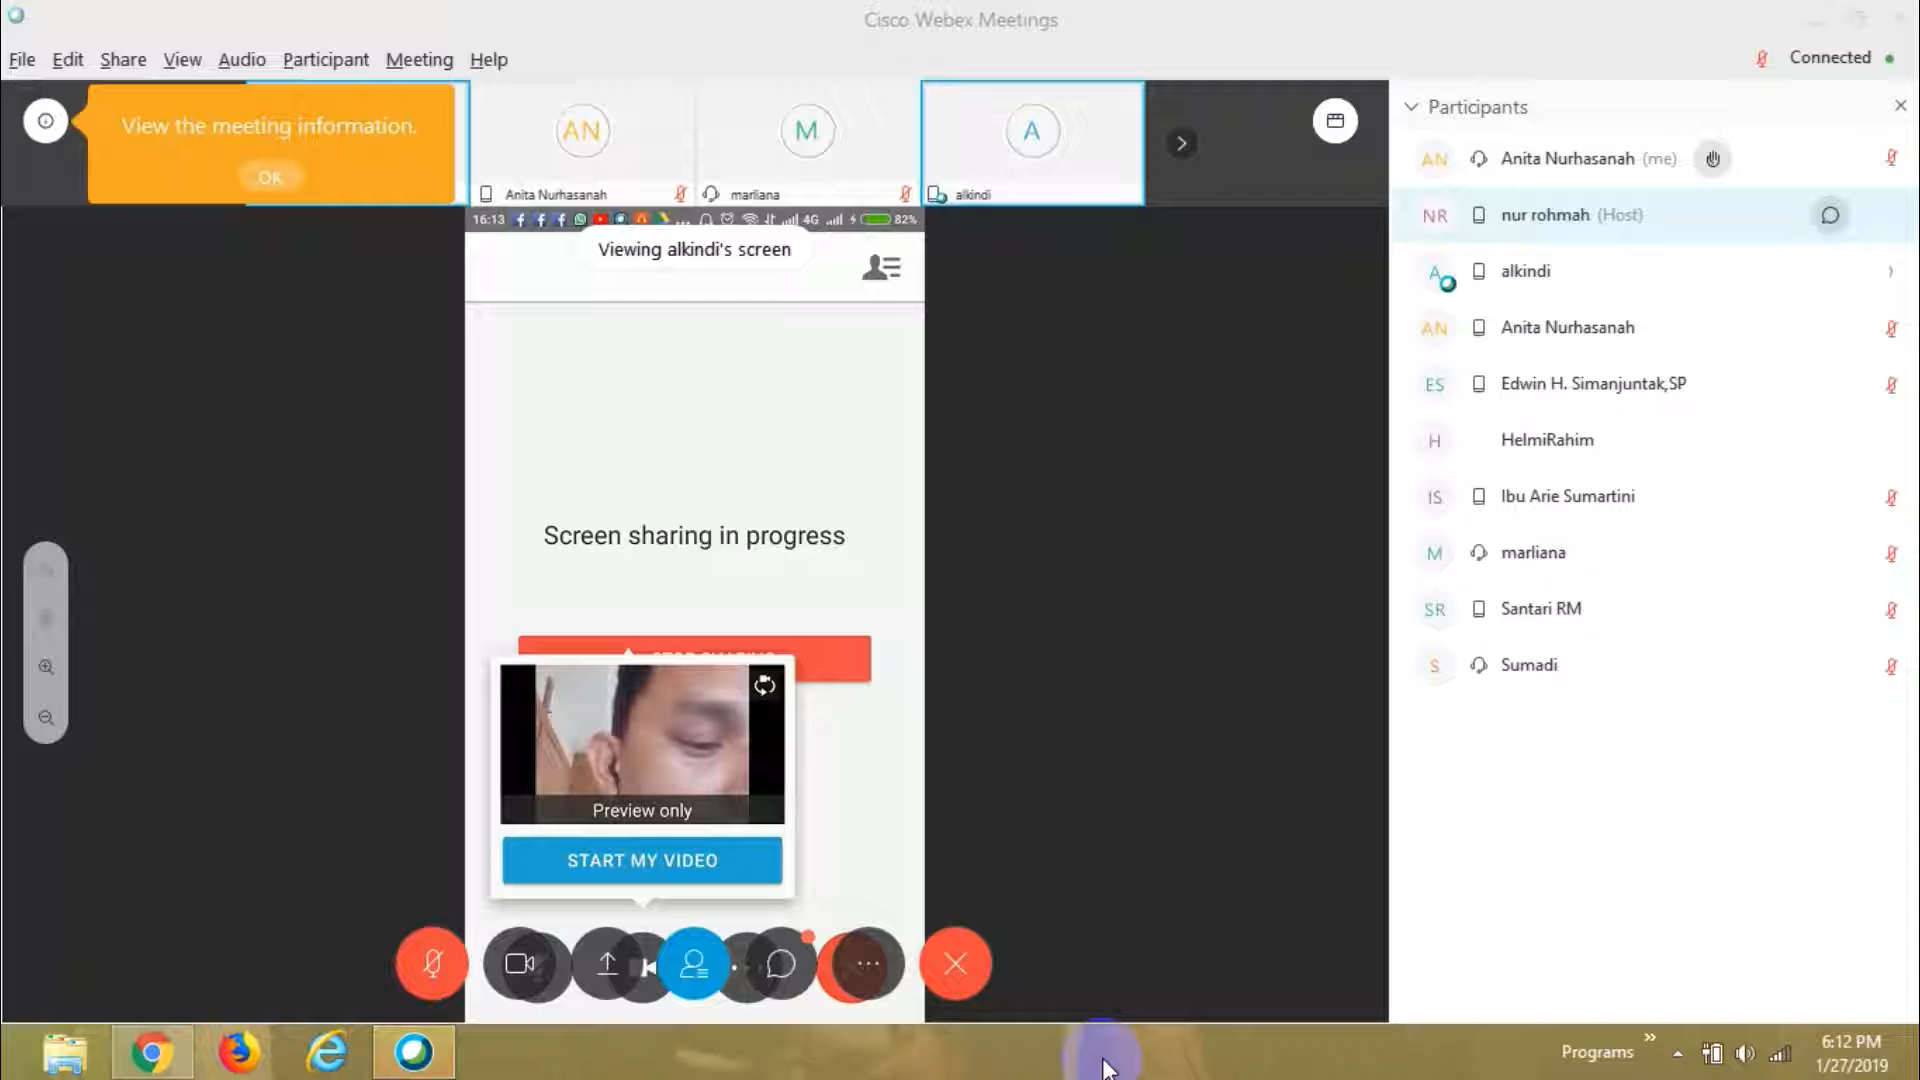 Cisco Webex Meetings
File Edit Share View Audio Participant Meeting Help
Connected
View the meeting information.
OK
AN
Anita Nurhasanah
M
marliana
A
alkindi
16:13
4G
82%
Viewing alkindi's screen
Screen sharing in progress
Preview only
START MY VIDEO
Participants
AN Anita Nurhasanah (me)
NR nur rohmah (Host)
A alkindi
AN Anita Nurhasanah
ES Edwin H. Simanjuntak,SP
H HelmiRahim
IS Ibu Arie Sumartini
M marliana
SR Santari RM
S Sumadi
Programs
6:12 PM
1/27/2019